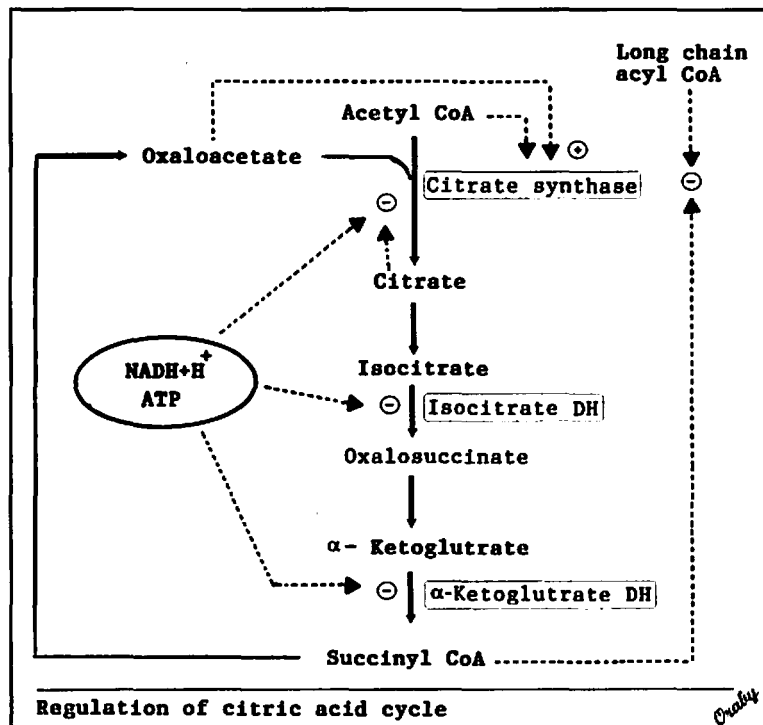 Long chain
acyl CoA
Acetyl CoA
Oxaloacetate
+
Citrate synthase
-
-
Citrate
NADH+H+
ATP
Isocitrate
-
Isocitrate DH
Oxalosuccinate
α- Ketoglutrate
-
α-Ketoglutrate DH
Succinyl CoA
Regulation of citric acid cycle
Oraby